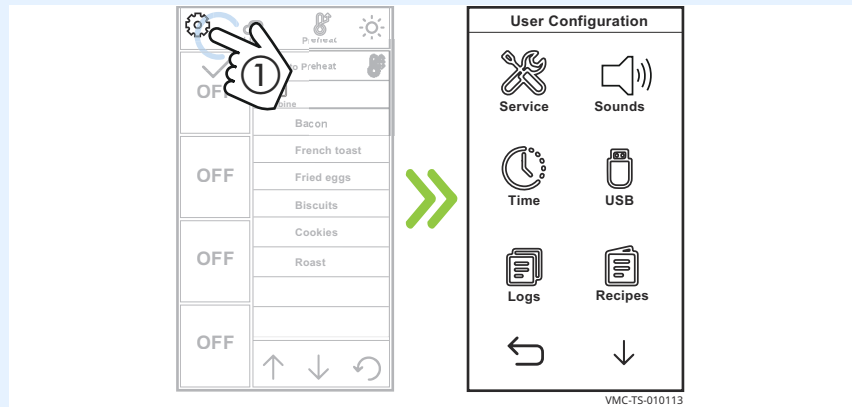 Preheat
1
Preheat
OFF
Bacon
French toast
OFF
Fried eggs
Biscuits
Cookies
OFF
Roast
OFF
User Configuration
Service
Sounds
Time
USB
Logs
Recipes
VMC-TS-010113